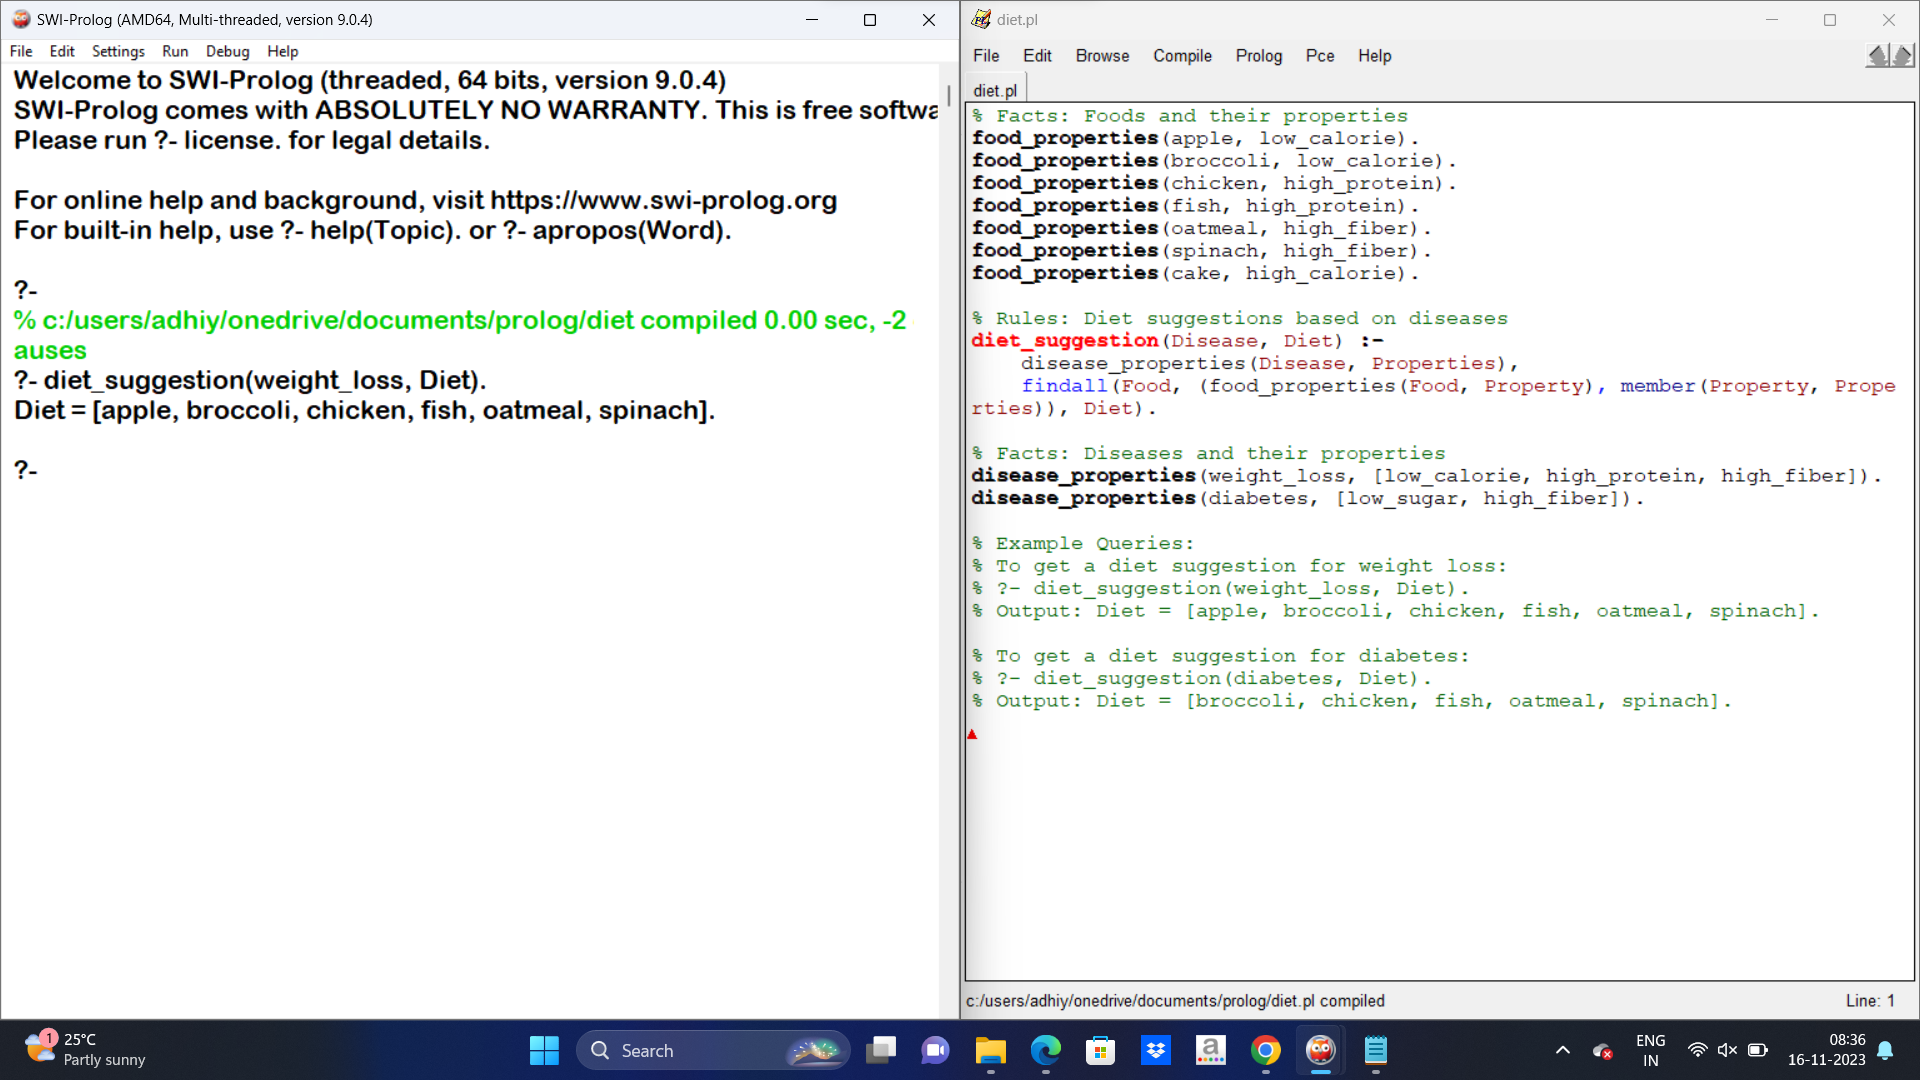 SWI-Prolog (AMD64, Multi-threaded, version 9.0.4)
File Edit Settings Run Debug Help
Welcome to SWI-Prolog (threaded, 64 bits, version 9.0.4)
SWI-Prolog comes with ABSOLUTELY NO WARRANTY. This is free softwa
Please run ?- license. for legal details.
For online help and background, visit https://www.swi-prolog.org
For built-in help, use ?- help(Topic). or ?- apropos(Word).
?-
% c:/users/adhiy/onedrive/documents/prolog/diet compiled 0.00 sec, -2
auses
?- diet_suggestion(weight_loss, Diet).
Diet = [apple, broccoli, chicken, fish, oatmeal, spinach].
?-
diet.pl
File Edit Browse Compile Prolog Pce Help
diet.pl
% Facts: Foods and their properties
food_properties(apple, low_calorie).
food_properties(broccoli, low_calorie).
food_properties(chicken, high_protein).
food_properties(fish, high_protein).
food_properties(oatmeal, high_fiber).
food_properties(spinach, high_fiber).
food_properties(cake, high_calorie).
% Rules: Diet suggestions based on diseases
diet_suggestion(Disease, Diet) :-
disease_properties(Disease, Properties),
findall(Food, (food_properties(Food, Property), member(Property, Prope
rties)), Diet).
% Facts: Diseases and their properties
disease_properties(weight_loss, [low_calorie, high_protein, high_fiber]).
disease_properties(diabetes, [low_sugar, high_fiber]).
% Example Queries:
% To get a diet suggestion for weight loss:
% ?- diet_suggestion(weight_loss, Diet).
% Output: Diet = [apple, broccoli, chicken, fish, oatmeal, spinach].
% To get a diet suggestion for diabetes:
% ?- diet_suggestion(diabetes, Diet).
% Output: Diet = [broccoli, chicken, fish, oatmeal, spinach].
c:/users/adhiy/onedrive/documents/prolog/diet.pl compiled
Line: 1
1
25°C
Partly sunny
Search
a
ENG
IN
08:36
16-11-2023